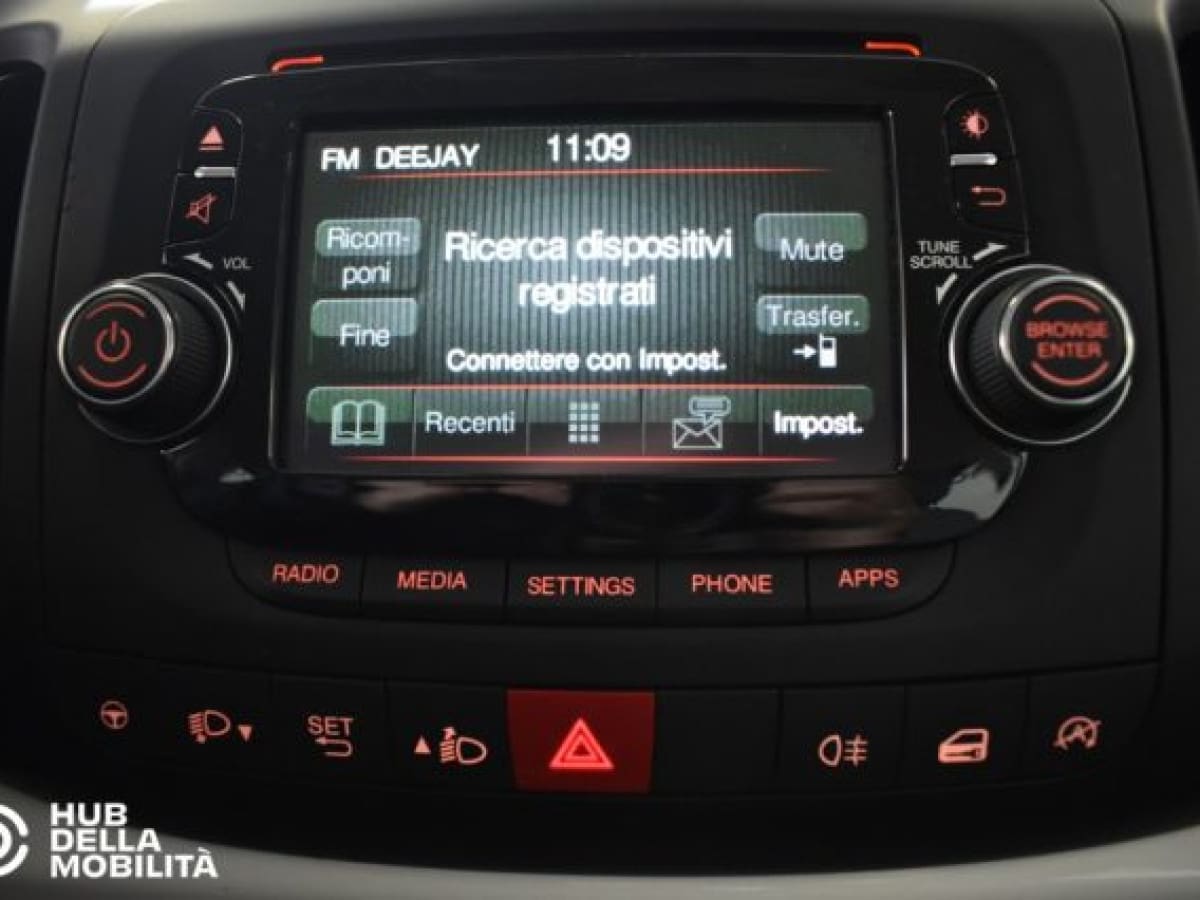 FM DEEJAY 11:09
Ricom-
poni
Ricerca dispositivi
registrati
Mute
Fine
Connettere con Impost.
Trasfer.
Recenti
Impost.
VOL
TUNE
SCROLL
BROWSE
ENTER
RADIO
MEDIA
SETTINGS
PHONE
APPS
SET
HUB
DELLA
MOBILITÀ